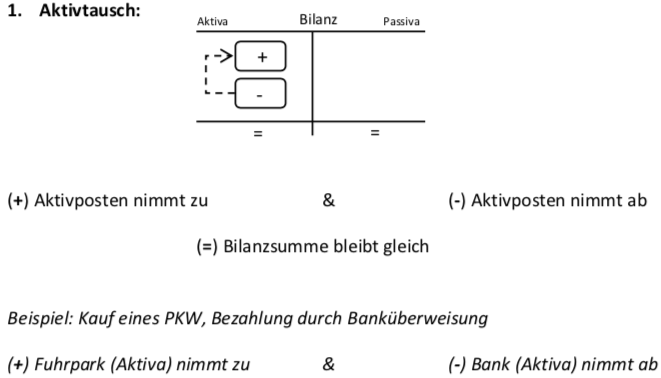 1. Aktivtausch:
Aktiva Bilanz Passiva
+
-
= =
(+) Aktivposten nimmt zu & (-) Aktivposten nimmt ab
(=) Bilanzsumme bleibt gleich
Beispiel: Kauf eines PKW, Bezahlung durch Banküberweisung
(+) Fuhrpark (Aktiva) nimmt zu & (-) Bank (Aktiva) nimmt ab